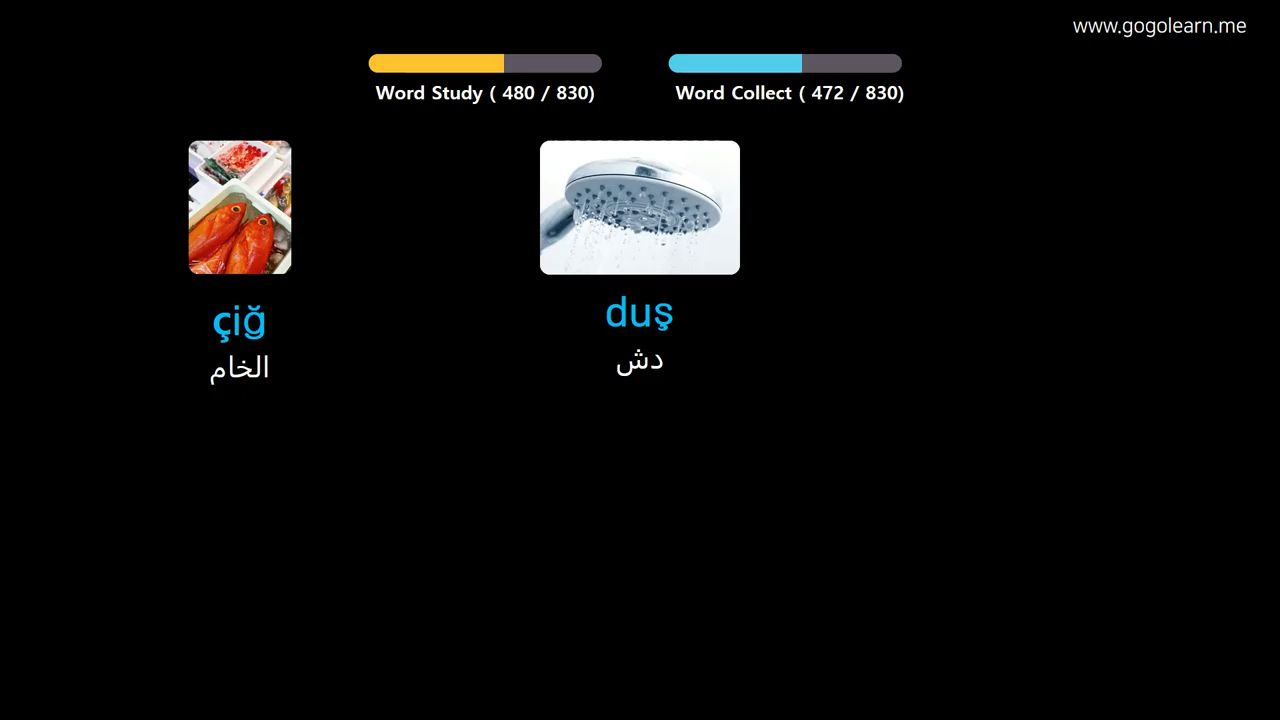 www.gogolearn.me
Word Study ( 480 / 830)
Word Collect ( 472 / 830)
çiğ
الخام
duş
دش